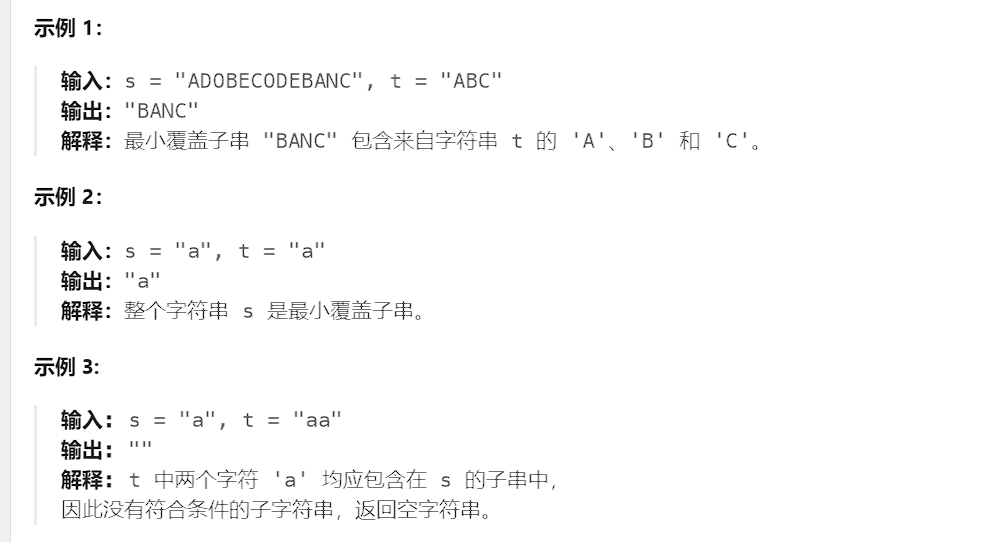 示例 1:
输入: s = "ADOBECODEBANC", t = "ABC"
输出: "BANC"
解释: 最小覆盖子串 "BANC" 包含来自字符串 t 的 'A'、'B' 和 'C'。
示例 2:
输入: s = "a", t = "a"
输出: "a"
解释: 整个字符串 s 是最小覆盖子串。
示例 3:
输入: s = "a", t = "aa"
输出: ""
解释: t 中两个字符 'a' 均应包含在 s 的子串中，
因此没有符合条件的子字符串，返回空字符串。